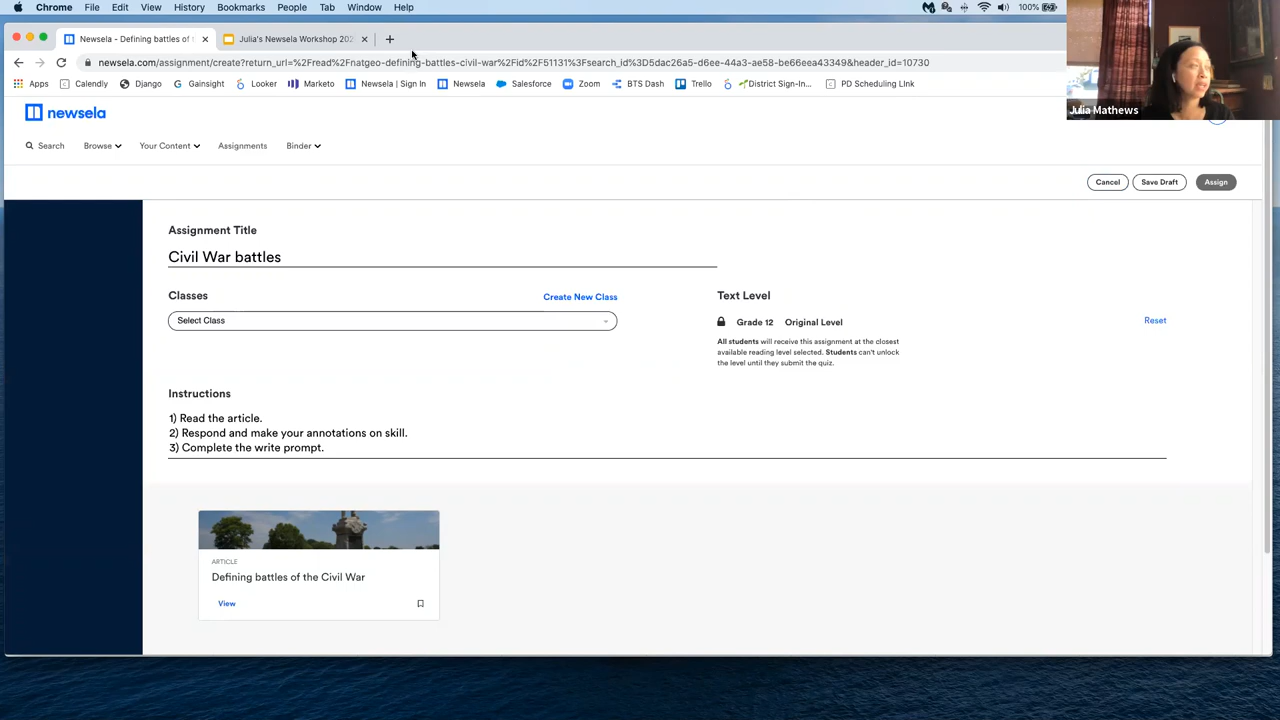 Chrome File Edit View History Bookmarks People Tab Window Help 100%
Newsela - Defining battles of Julia's Newsela Workshop 202
newsela.com/assignment/create?return_url=%2Fread%2Fnatgeo-defining-battles-civil-war%2Fid%2F51131%3Fsearch_id%3D5dac26a5-d6ee-44a3-ae58-be66eea43349&header_id=10730
Apps Calendly Django Gainsight Looker Marketo Newsela | Sign In Newsela Salesforce Zoom BTS Dash Trello District Sign-In... PD Scheduling Link
Julia Mathews
newsela
Search Browse Your Content Assignments Binder
Cancel Save Draft Assign
Assignment Title
Civil War battles
Classes Create New Class
Select Class
Text Level
Grade 12 Original Level Reset
All students will receive this assignment at the closest
available reading level selected. Students can't unlock
the level until they submit the quiz.
Instructions
1) Read the article.
2) Respond and make your annotations on skill.
3) Complete the write prompt.
ARTICLE
Defining battles of the Civil War
View